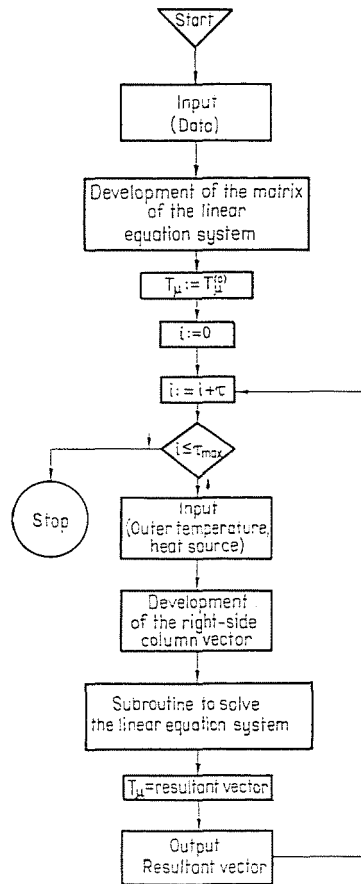 Start
Input
(Data)
Development of the matrix
of the linear
equation system
T_μ := T_μ^(o)
i:=0
i:= i+τ
i≤τ_max
Stop
Input
(Outer temperature,
heat source)
Development
of the right-side
column vector
Subroutine to solve
the linear equation system
T_μ=resultant vector
Output
Resultant vector